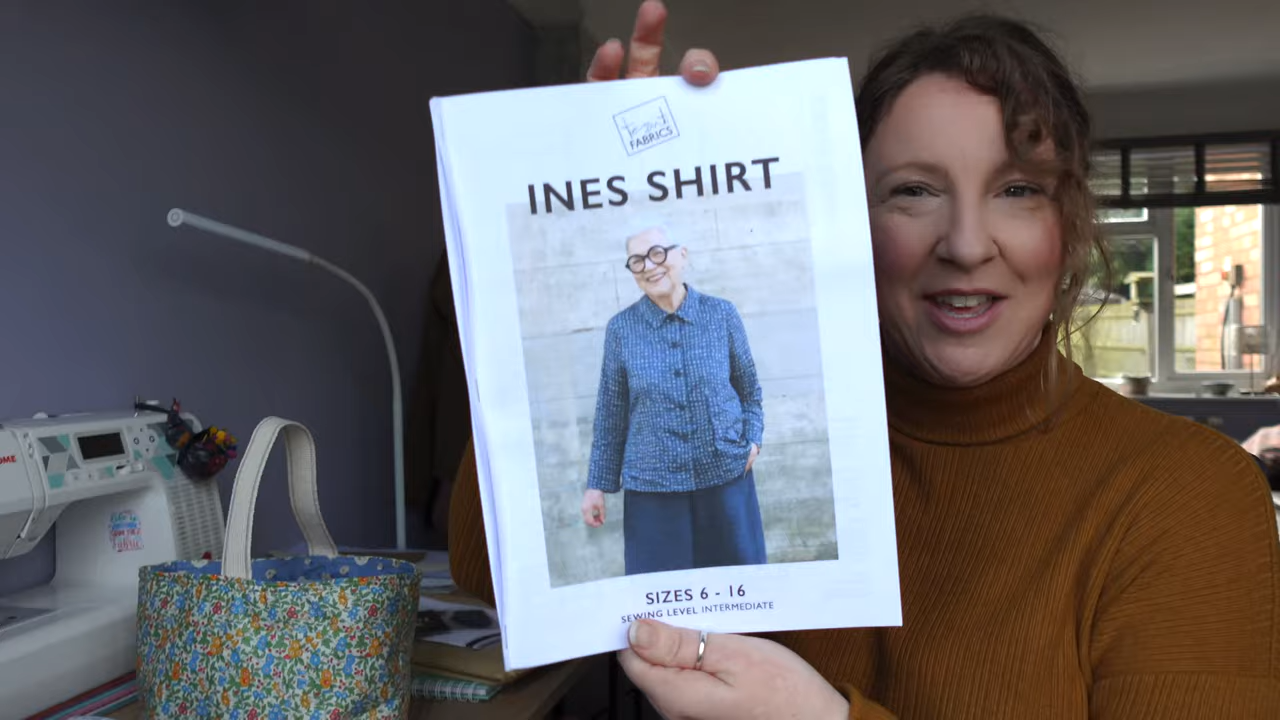 FABRICS
INES SHIRT
SIZES 6 - 16
SEWING LEVEL INTERMEDIATE